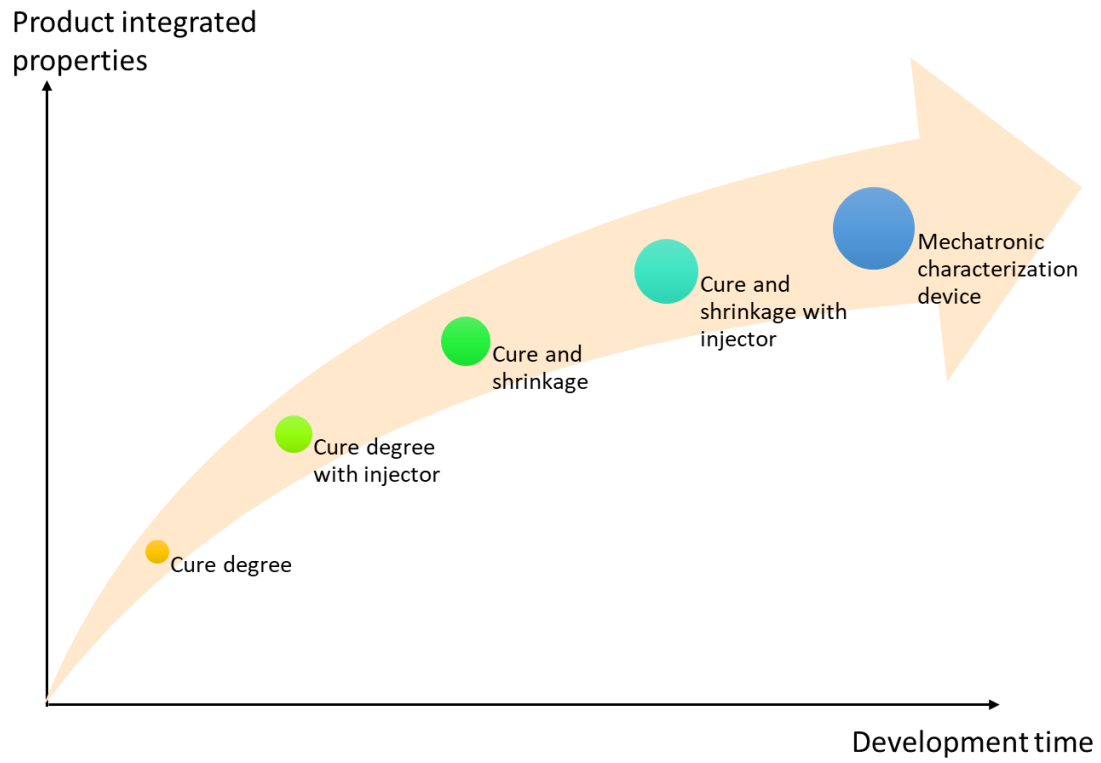 Product integrated
properties
Mechatronic
characterization
device
Cure and
shrinkage with
injector
Cure and
shrinkage
Cure degree
with injector
Cure degree
Development time